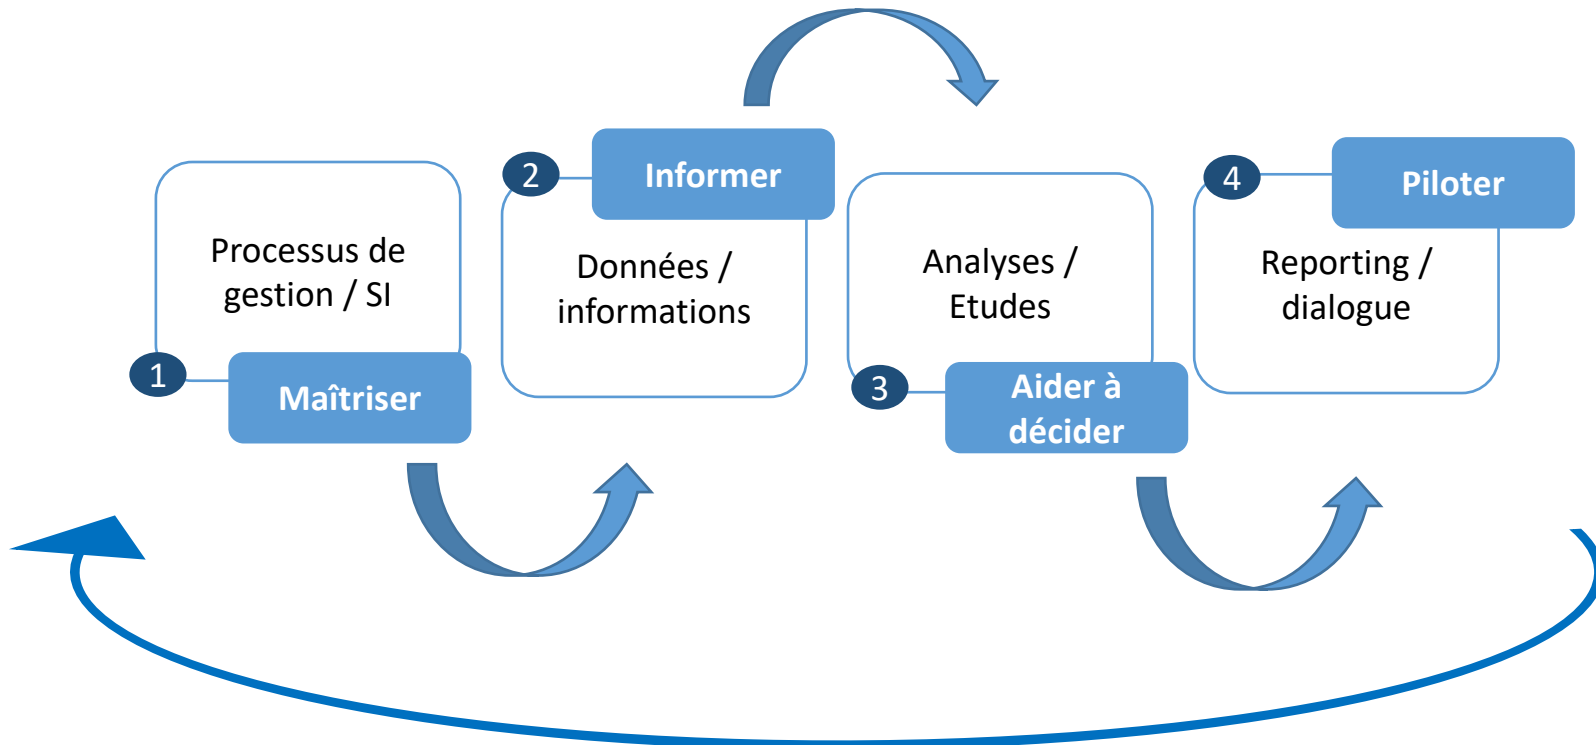 Processus de
gestion / SI
1
Maîtriser
2
Informer
Données /
informations
Analyses /
Etudes
3
Aider à
décider
4
Piloter
Reporting /
dialogue